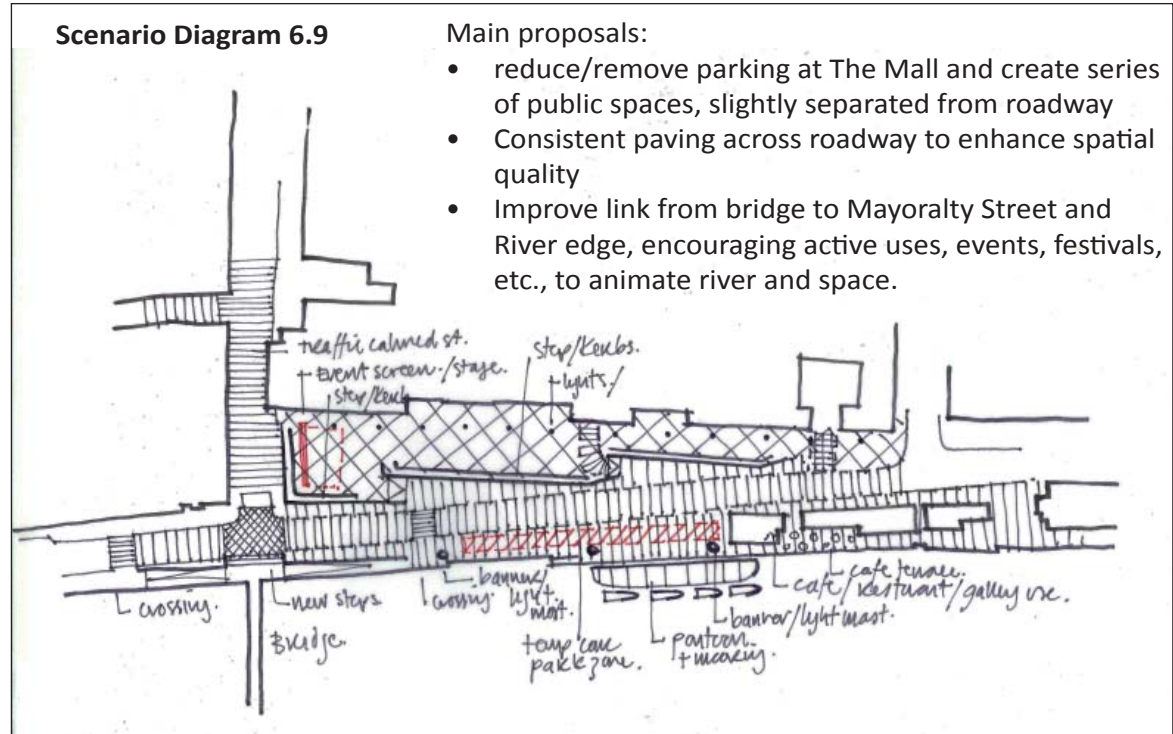 Scenario Diagram 6.9
Main proposals:
• reduce/remove parking at The Mall and create series
of public spaces, slightly separated from roadway
• Consistent paving across roadway to enhance spatial
quality
• Improve link from bridge to Mayoralty Street and
River edge, encouraging active uses, events, festivals,
etc., to animate river and space.
traffic calmed st.
Event screen./stage.
step/kerb
step/kerbs.
lights/
crossing.
new steps
Bridge.
crossing.
banner/
light.
mast.
temp care
park zone.
pontoon
+ mooring.
banner/light mast.
cafe/restaurant/gallery use.
cafe terrace.